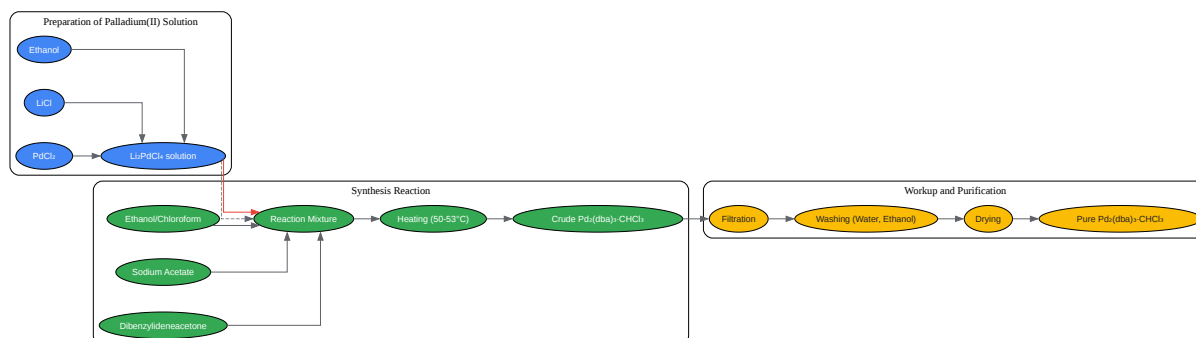 Preparation of Palladium(II) Solution
Ethanol
LiCl
PdCl₂
Li₂PdCl₄ solution
Synthesis Reaction
Ethanol/Chloroform
Reaction Mixture
Heating (50-53°C)
Crude Pd₂(dba)₃·CHCl₃
Sodium Acetate
Dibenzylideneacetone
Workup and Purification
Filtration
Washing (Water, Ethanol)
Drying
Pure Pd₂(dba)₃·CHCl₃